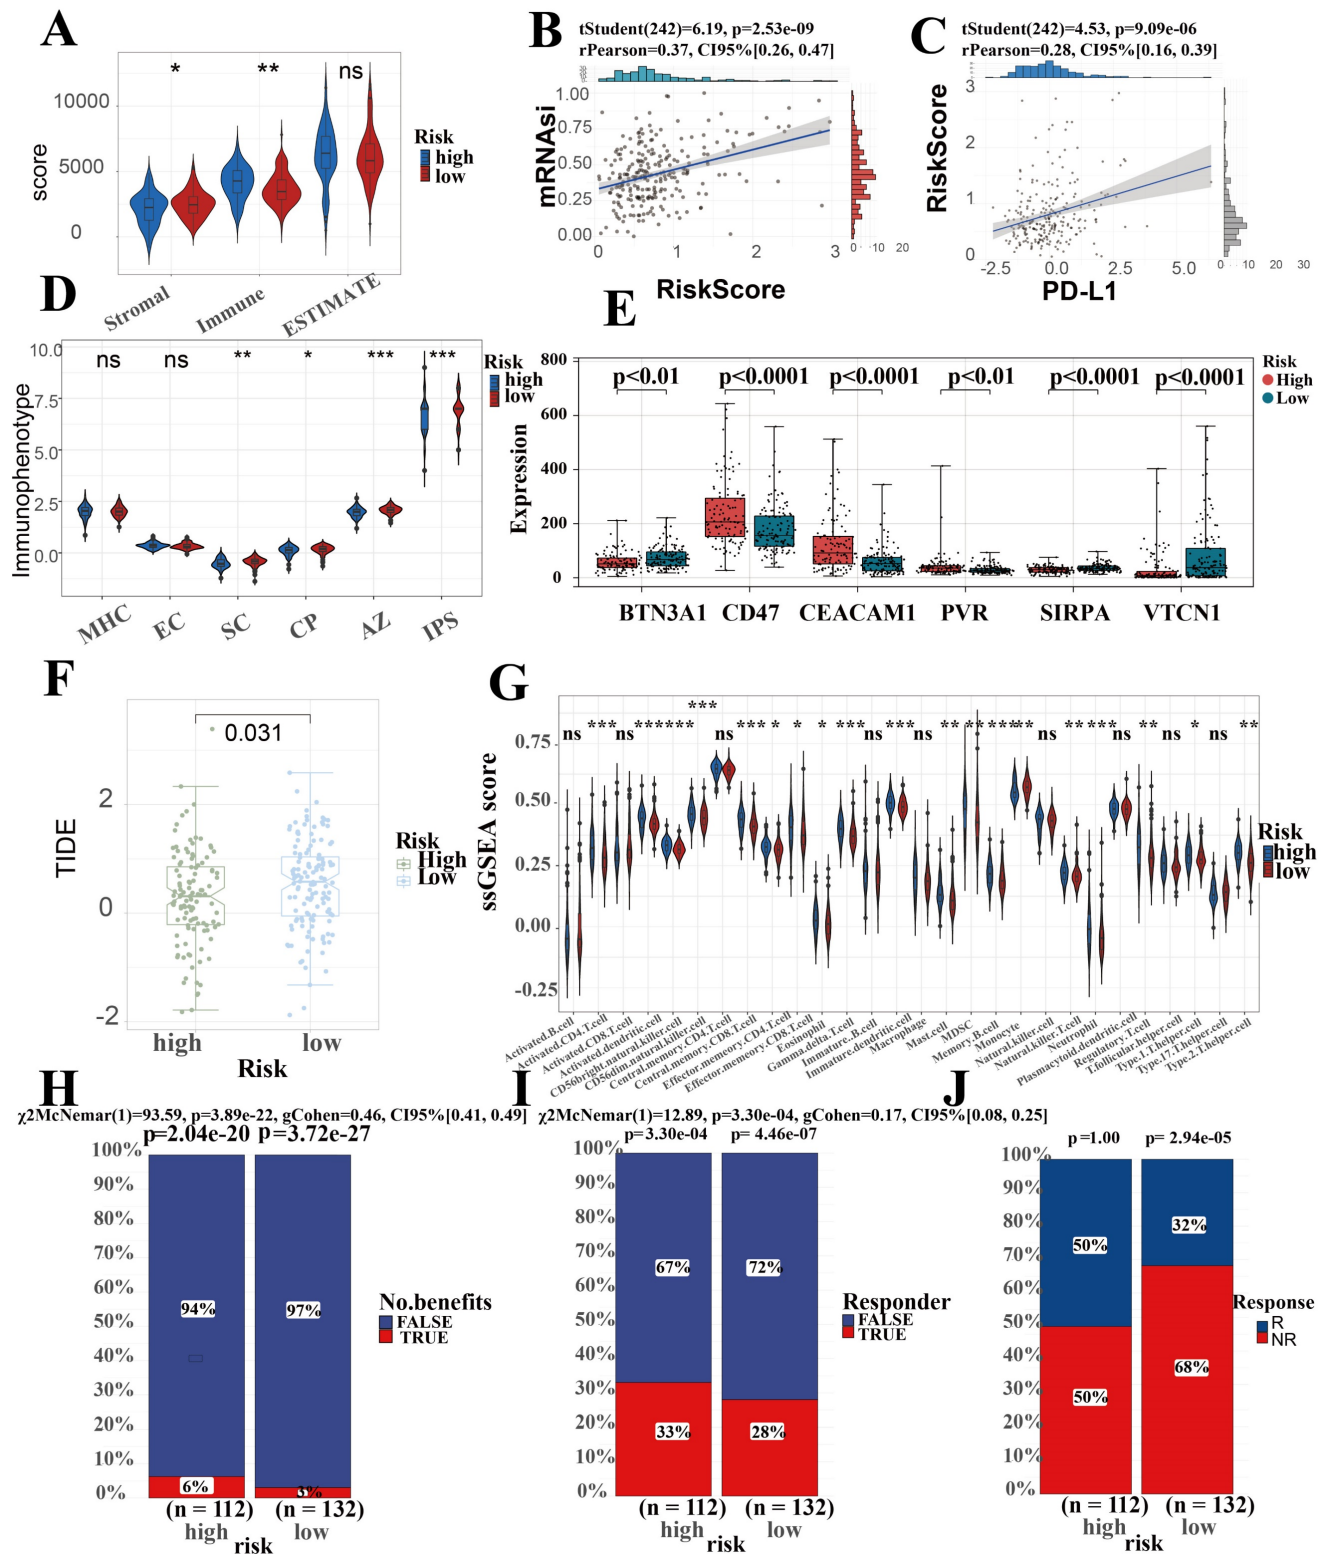 A
* ** ns
score
10000
5000
0
Stromal Immune ESTIMATE
Risk
high
low
B
tStudent(242)=6.19, p=2.53e-09
rPearson=0.37, CI95%[0.26, 0.47]
mRNAsi
1.00
0.75
0.50
0.25
0.00
0 1 2 3
0 10 20
RiskScore
C
tStudent(242)=4.53, p=9.09e-06
rPearson=0.28, CI95%[0.16, 0.39]
RiskScore
3
2
1
0
-2.5 0.0 2.5 5.0
0 10 20 30
PD-L1
D
ns ns ** * *** ***
Immunophenotype
10.0
7.5
5.0
2.5
0.0
MHC EC SC CP AZ IPS
Risk
high
low
E
p<0.01 p<0.0001 p<0.0001 p<0.01 p<0.0001 p<0.0001
Expression
800
600
400
200
0
BTN3A1 CD47 CEACAM1 PVR SIRPA VTCN1
Risk
High
Low
F
0.031
TIDE
2
0
-2
high low
Risk
Risk
High
Low
G
***
ns *** ns *** *** ns *** * * * *** ns *** ns ** ** *** ** ns ** *** ns ** ns * ns **
ssGSEA score
0.75
0.50
0.25
0.00
-0.25
Activated.B.cell
Activated.CD4.T.cell
Activated.CD8.T.cell
Activated.dendritic.cell
CD56bright.natural.killer.cell
CD56dim.natural.killer.cell
Central.memory.CD4.T.cell
Central.memory.CD8.T.cell
Effector.memeory.CD4.T.cell
Effector.memeory.CD8.T.cell
Eosinophil
Gamma.delta.T.cell
Immature.B.cell
Immature.dendritic.cell
Macrophage
Mast.cell
MDSC
Memory.B.cell
Monocyte
Natural.killer.cell
Natural.killer.T.cell
Neutrophil
Plasmacytoid.dendritic.cell
Regulatory.T.cell
T.follicular.helper.cell
Type.1.T.helper.cell
Type.17.T.helper.cell
Type.2.T.helper.cell
Risk
high
low
H
χ2McNemar(1)=93.59, p=3.89e-22, gCohen=0.46, CI95%[0.41, 0.49]
p=2.04e-20 p=3.72e-27
100%
90%
80%
70%
60%
50%
40%
30%
20%
10%
0%
94% 97%
6% 3%
(n = 112) (n = 132)
high low
risk
No.benefits
FALSE
TRUE
I
χ2McNemar(1)=12.89, p=3.30e-04, gCohen=0.17, CI95%[0.08, 0.25]
p=3.30e-04 p= 4.46e-07
100%
90%
80%
70%
60%
50%
40%
30%
20%
10%
0%
67% 72%
33% 28%
(n = 112) (n = 132)
high low
risk
Responder
FALSE
TRUE
J
p =1.00 p= 2.94e-05
100%
90%
80%
70%
60%
50%
40%
30%
20%
10%
0%
50% 32%
50% 68%
(n = 112) (n = 132)
high low
risk
Response
R
NR